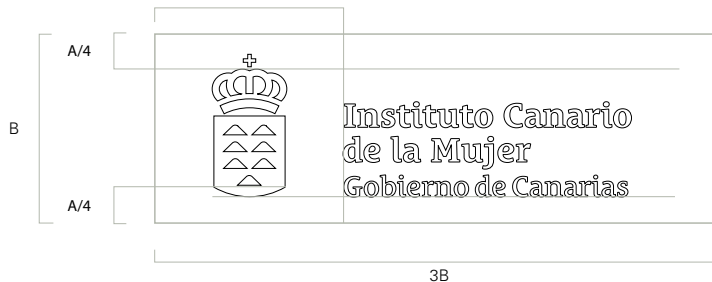 A/4
B
Instituto Canario
de la Mujer
Gobierno de Canarias
A/4
3B